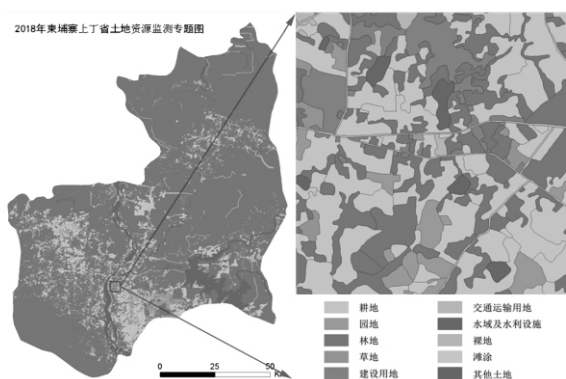 2018年柬埔寨上丁省土地资源监测专题图
耕地
园地
林地
草地
建设用地
交通运输用地
水域及水利设施
裸地
滩涂
其他土地
0 25 50